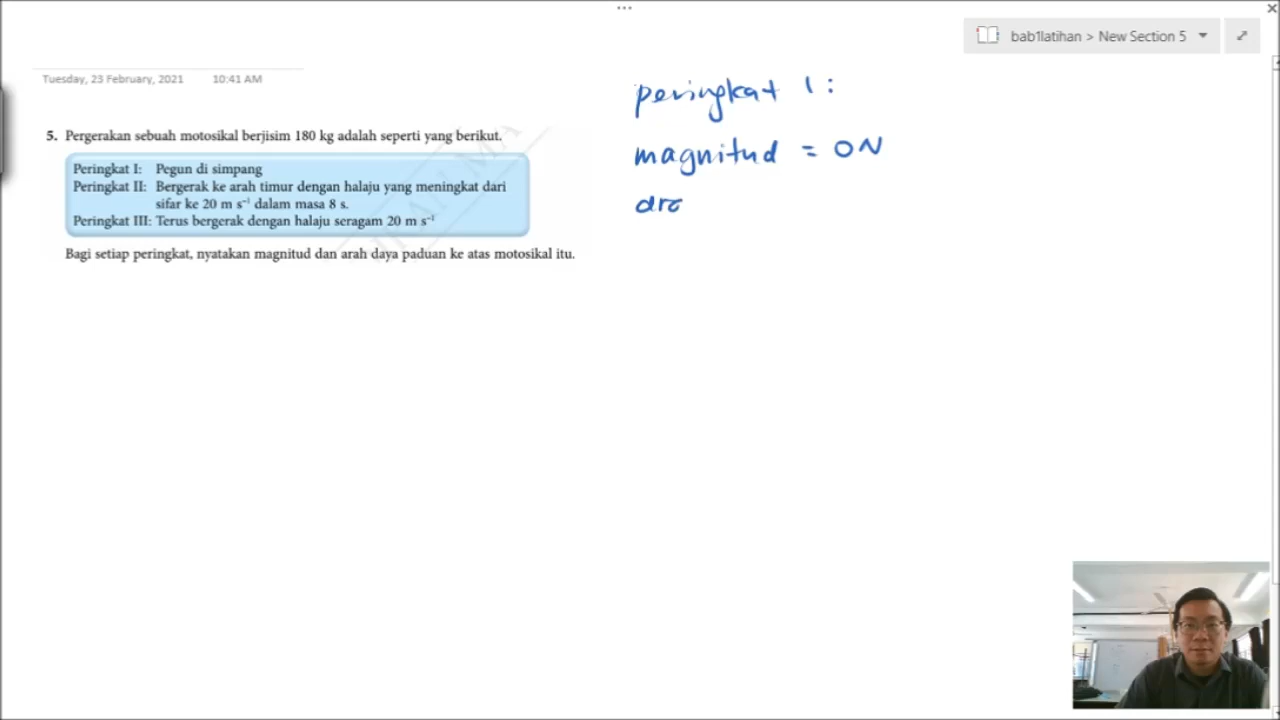 bab1latihan > New Section 5
Tuesday, 23 February, 2021 10:41 AM
5. Pergerakan sebuah motosikal berjisim 180 kg adalah seperti yang berikut.
Peringkat I: Pegun di simpang
Peringkat II: Bergerak ke arah timur dengan halaju yang meningkat dari
sifar ke 20 m s⁻¹ dalam masa 8 s.
Peringkat III: Terus bergerak dengan halaju seragam 20 m s⁻¹
Bagi setiap peringkat, nyatakan magnitud dan arah daya paduan ke atas motosikal itu.
peringkat 1:
magnitud = 0N